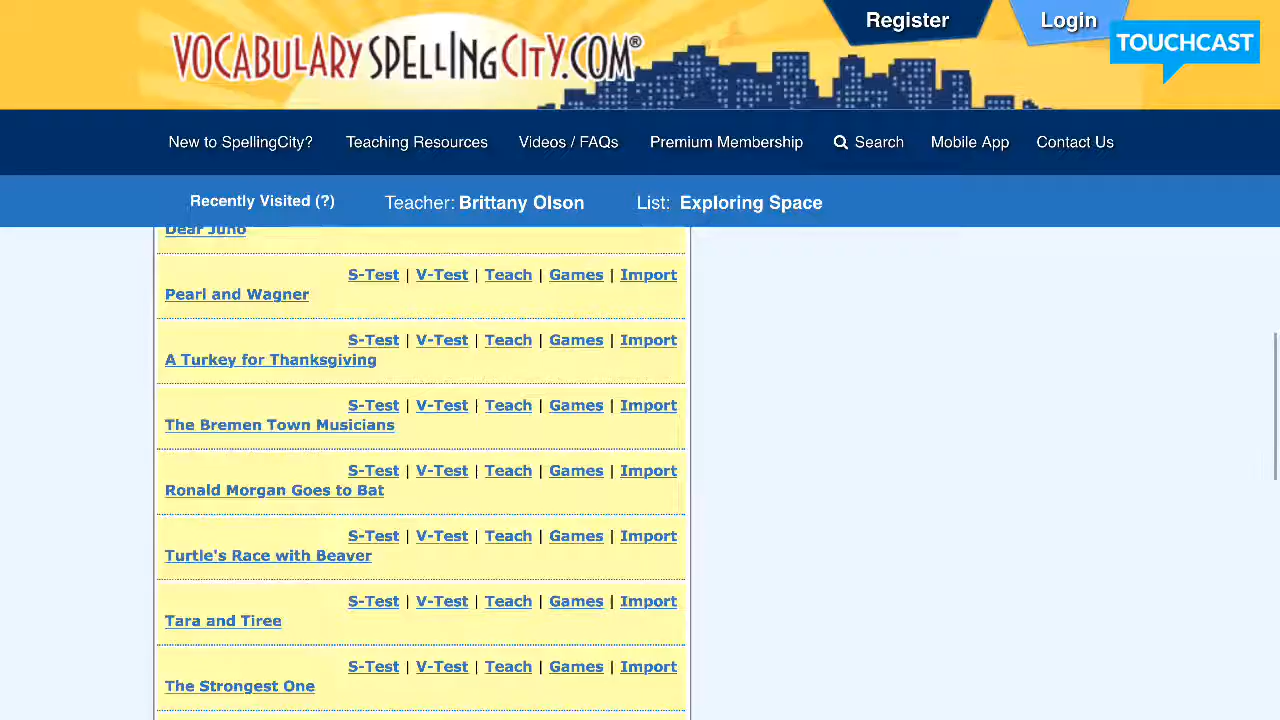 Register
Login
TOUCHCAST
VOCABULARYSPELLINGCITY.COM®
New to SpellingCity?
Teaching Resources
Videos / FAQs
Premium Membership
Search
Mobile App
Contact Us
Recently Visited (?)
Teacher: Brittany Olson
List: Exploring Space
Dear Juno
S-Test | V-Test | Teach | Games | Import
Pearl and Wagner
S-Test | V-Test | Teach | Games | Import
A Turkey for Thanksgiving
S-Test | V-Test | Teach | Games | Import
The Bremen Town Musicians
S-Test | V-Test | Teach | Games | Import
Ronald Morgan Goes to Bat
S-Test | V-Test | Teach | Games | Import
Turtle's Race with Beaver
S-Test | V-Test | Teach | Games | Import
Tara and Tiree
S-Test | V-Test | Teach | Games | Import
The Strongest One